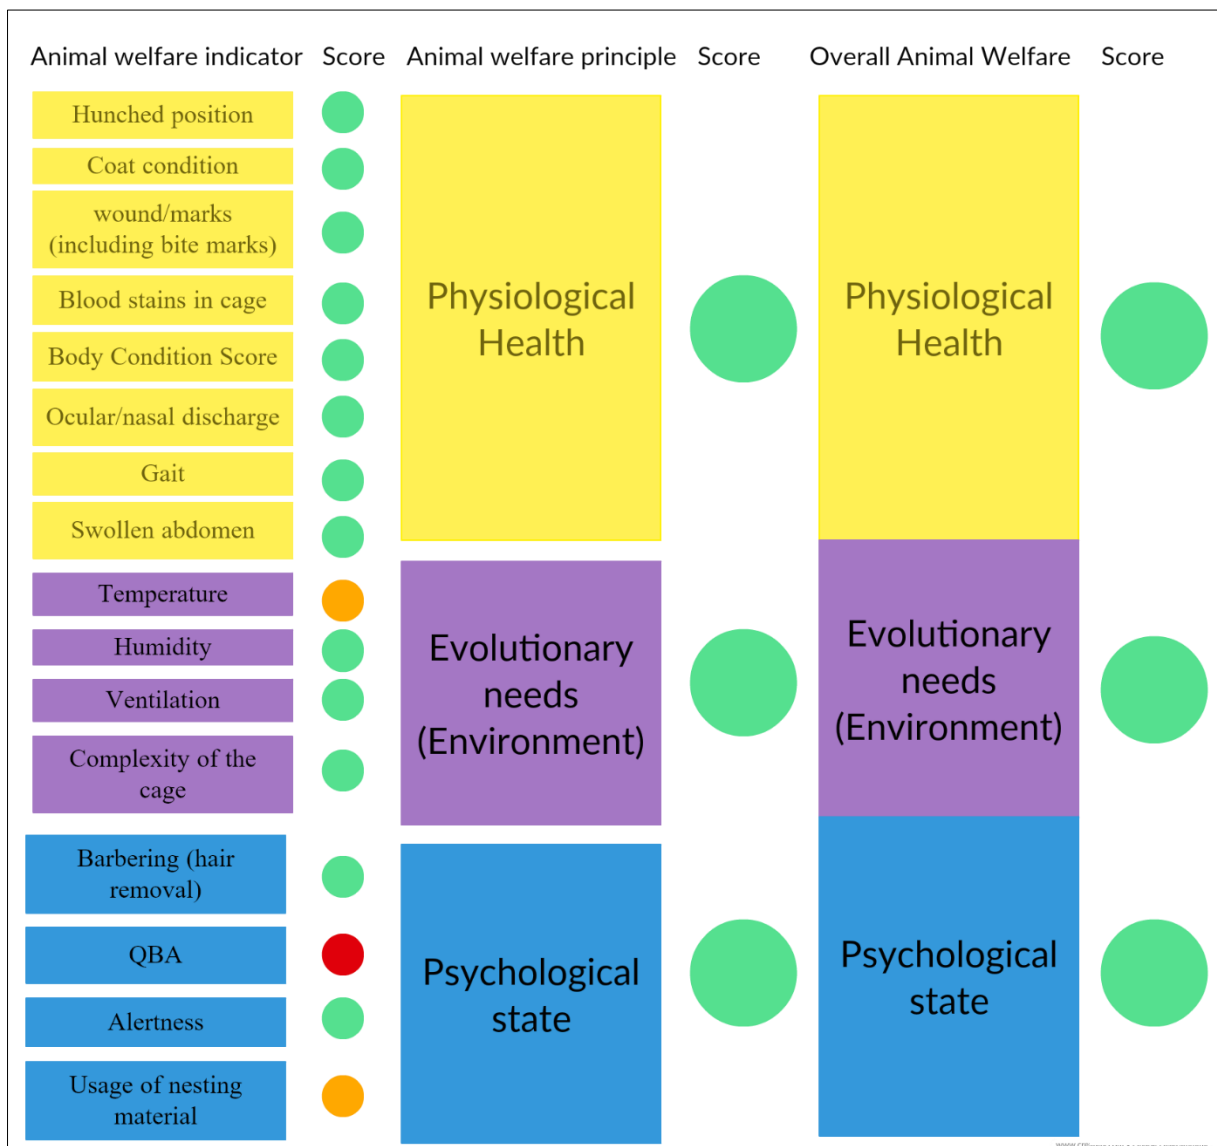 Animal welfare indicator Score Animal welfare principle Score Overall Animal Welfare Score
Hunched position
Coat condition
wound/marks
(including bite marks)
Blood stains in cage
Body Condition Score
Ocular/nasal discharge
Gait
Swollen abdomen
Temperature
Humidity
Ventilation
Complexity of the
cage
Barbering (hair
removal)
QBA
Alertness
Usage of nesting
material
Physiological
Health
Evolutionary
needs
(Environment)
Psychological
state
Physiological
Health
Evolutionary
needs
(Environment)
Psychological
state